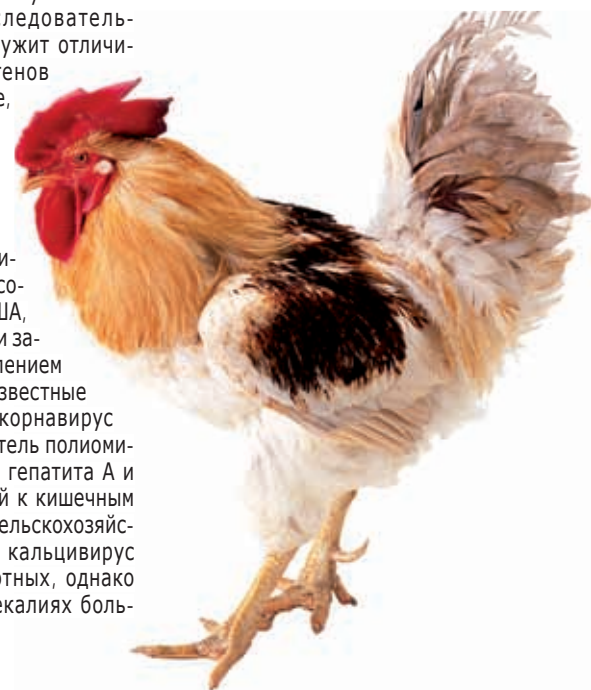 ледователь-
ужит отличи-
генов
е,
и-
со-
ША,
и за-
лением
звестные
корнавирус
тель полиоми-
гепатита А и
й к кишечным
ельскохозяйс-
кальцивирус
отных, однако
екалиях боль-